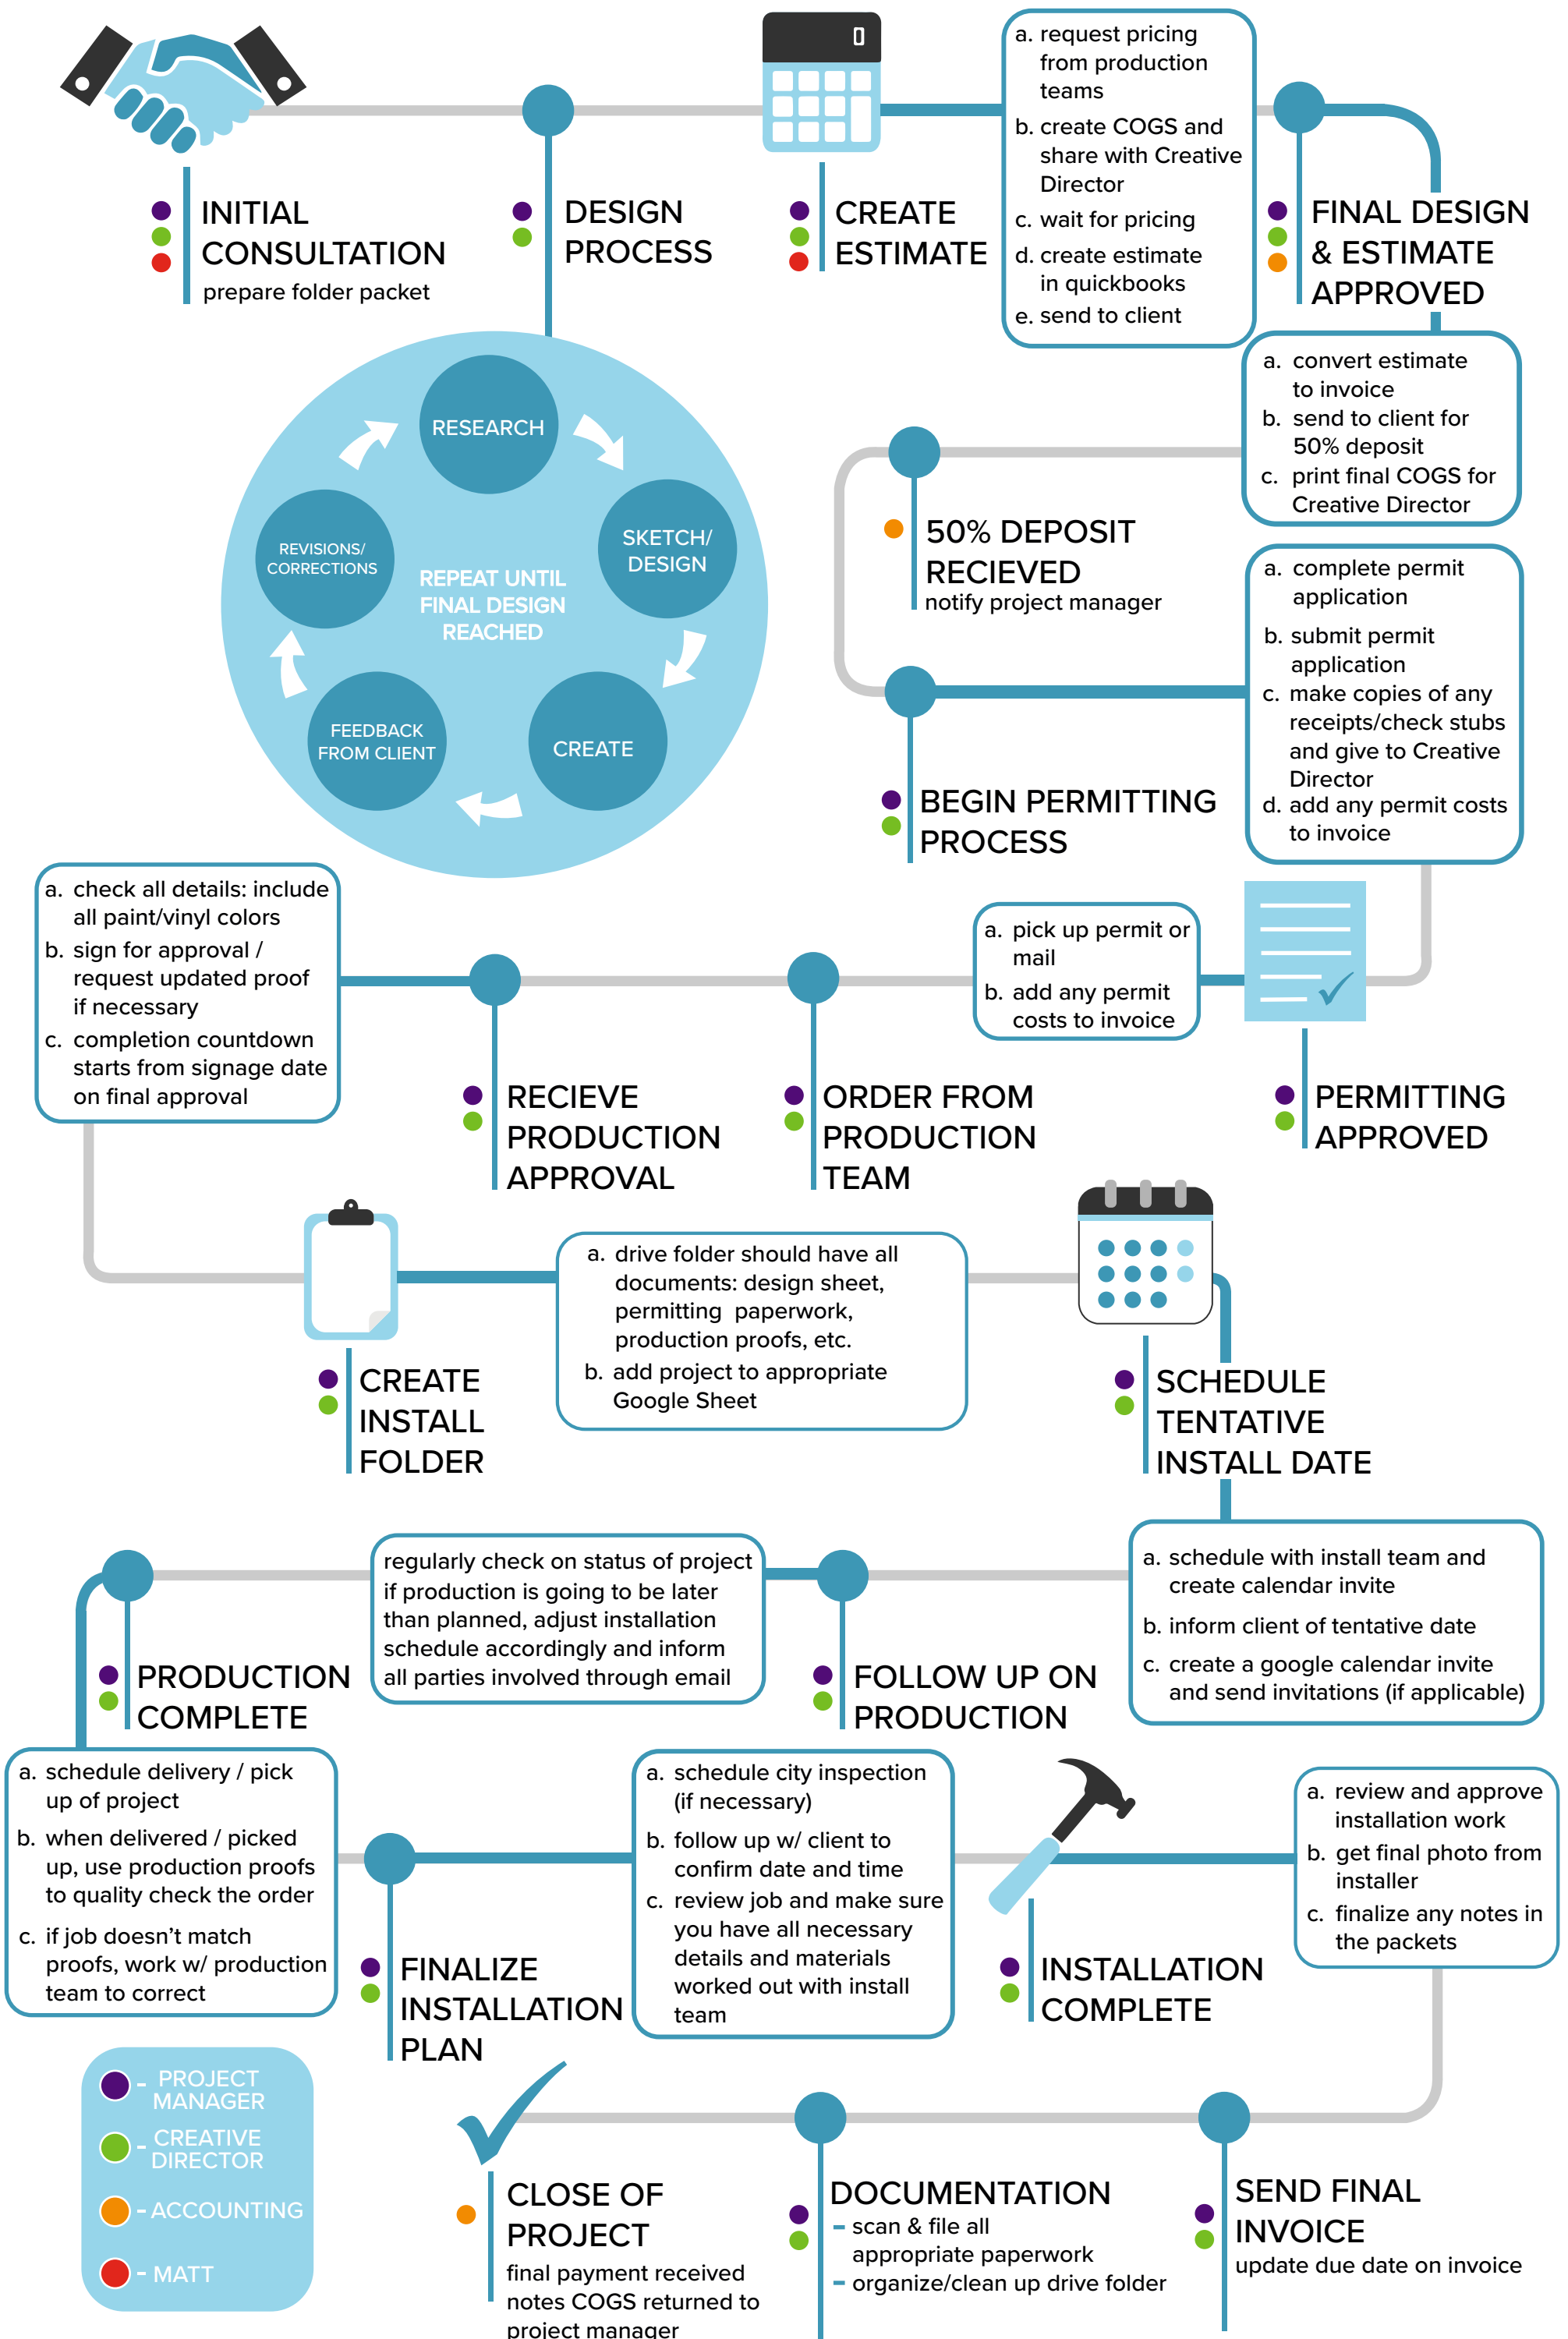 INITIAL
CONSULTATION
prepare folder packet
DESIGN
PROCESS
CREATE
ESTIMATE
a. request pricing
from production
teams
b. create COGS and
share with Creative
Director
c. wait for pricing
d. create estimate
in quickbooks
e. send to client
FINAL DESIGN
& ESTIMATE
APPROVED
a. convert estimate
to invoice
b. send to client for
50% deposit
c. print final COGS for
Creative Director
RESEARCH
SKETCH/
DESIGN
CREATE
FEEDBACK
FROM CLIENT
REVISIONS/
CORRECTIONS
REPEAT UNTIL
FINAL DESIGN
REACHED
50% DEPOSIT
RECIEVED
notify project manager
BEGIN PERMITTING
PROCESS
a. complete permit
application
b. submit permit
application
c. make copies of any
receipts/check stubs
and give to Creative
Director
d. add any permit costs
to invoice
PERMITTING
APPROVED
a. pick up permit or
mail
b. add any permit
costs to invoice
ORDER FROM
PRODUCTION
TEAM
RECIEVE
PRODUCTION
APPROVAL
a. check all details: include
all paint/vinyl colors
b. sign for approval /
request updated proof
if necessary
c. completion countdown
starts from signage date
on final approval
CREATE
INSTALL
FOLDER
a. drive folder should have all
documents: design sheet,
permitting paperwork,
production proofs, etc.
b. add project to appropriate
Google Sheet
SCHEDULE
TENTATIVE
INSTALL DATE
a. schedule with install team and
create calendar invite
b. inform client of tentative date
c. create a google calendar invite
and send invitations (if applicable)
FOLLOW UP ON
PRODUCTION
regularly check on status of project
if production is going to be later
than planned, adjust installation
schedule accordingly and inform
all parties involved through email
PRODUCTION
COMPLETE
a. schedule delivery / pick
up of project
b. when delivered / picked
up, use production proofs
to quality check the order
c. if job doesn't match
proofs, work w/ production
team to correct
FINALIZE
INSTALLATION
PLAN
a. schedule city inspection
(if necessary)
b. follow up w/ client to
confirm date and time
c. review job and make sure
you have all necessary
details and materials
worked out with install
team
INSTALLATION
COMPLETE
a. review and approve
installation work
b. get final photo from
installer
c. finalize any notes in
the packets
SEND FINAL
INVOICE
update due date on invoice
DOCUMENTATION
– scan & file all
appropriate paperwork
– organize/clean up drive folder
CLOSE OF
PROJECT
final payment received
notes COGS returned to
project manager
- PROJECT
MANAGER
- CREATIVE
DIRECTOR
- ACCOUNTING
- MATT